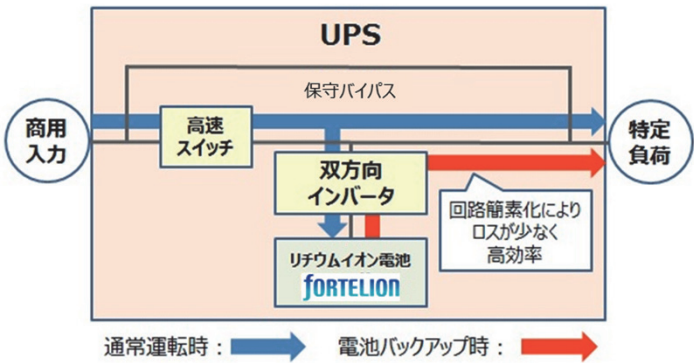 UPS
保守バイパス
商用
入力
高速
スイッチ
特定
負荷
双方向
インバータ
回路簡素化により
ロスが少なく
高効率
リチウムイオン電池
FORTELION
通常運転時：
電池バックアップ時：